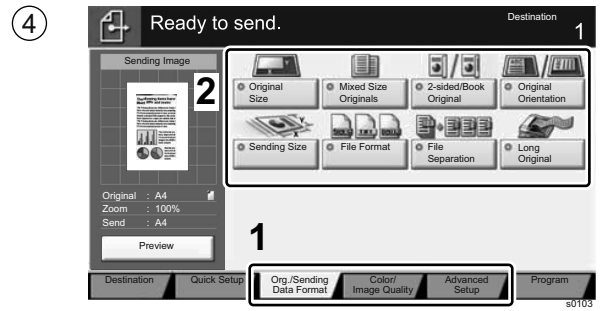 4
Ready to send.
Destination
1
Sending Image
2
Original Size
Mixed Size Originals
2-sided/Book Original
Original Orientation
Sending Size
File Format
File Separation
Long Original
Original : A4
Zoom : 100%
Send : A4
Preview
1
Destination
Quick Setup
Org./Sending Data Format
Color/ Image Quality
Advanced Setup
Program
s0103